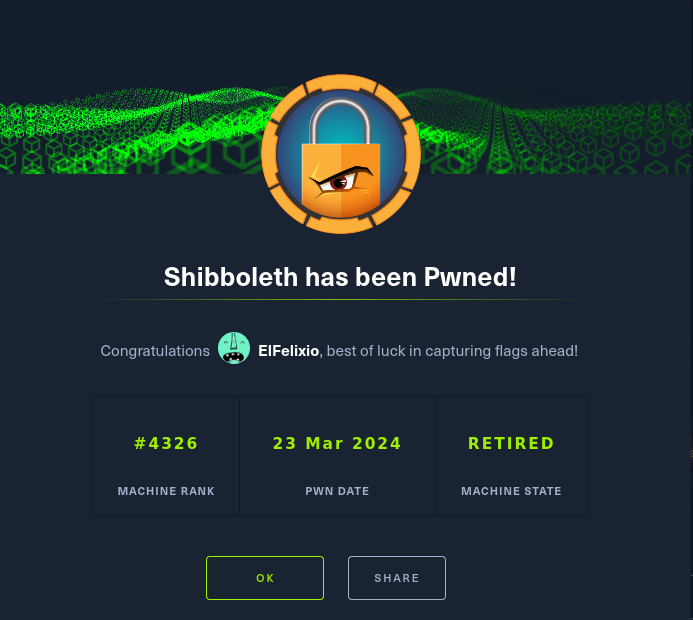 Shibboleth has been Pwned!
Congratulations ElFelixio, best of luck in capturing flags ahead!
#4326 23 Mar 2024 RETIRED
MACHINE RANK PWN DATE MACHINE STATE
OK SHARE